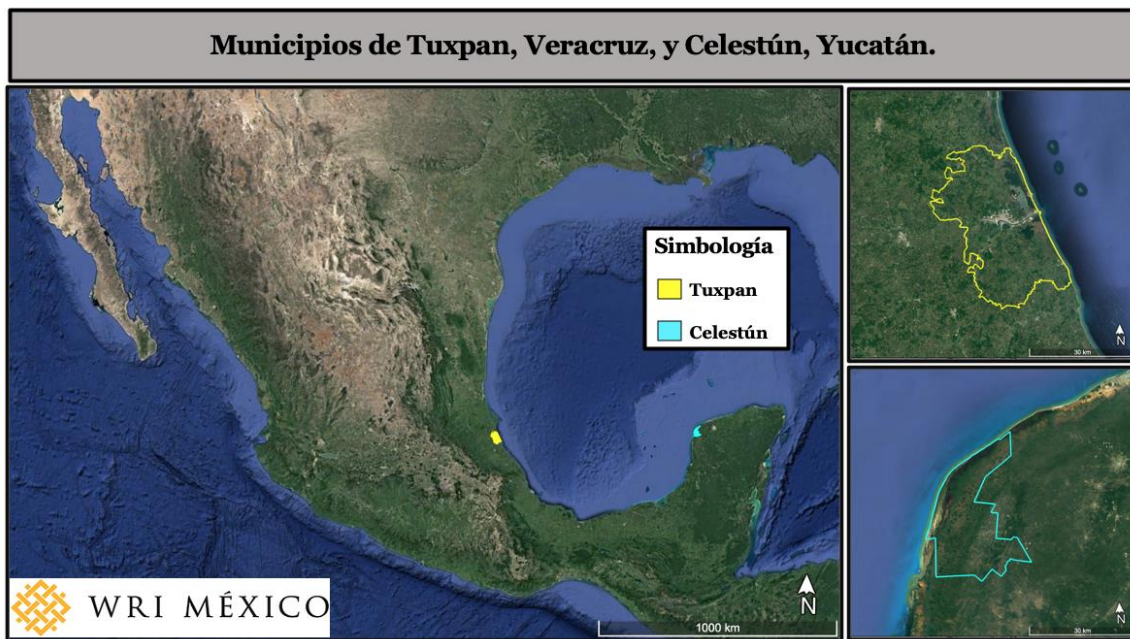 Municipios de Tuxpan, Veracruz, y Celestún, Yucatán.
Simbología
Tuxpan
Celestún
N
1000 km
WRI MÉXICO
N
30 km
N
30 km